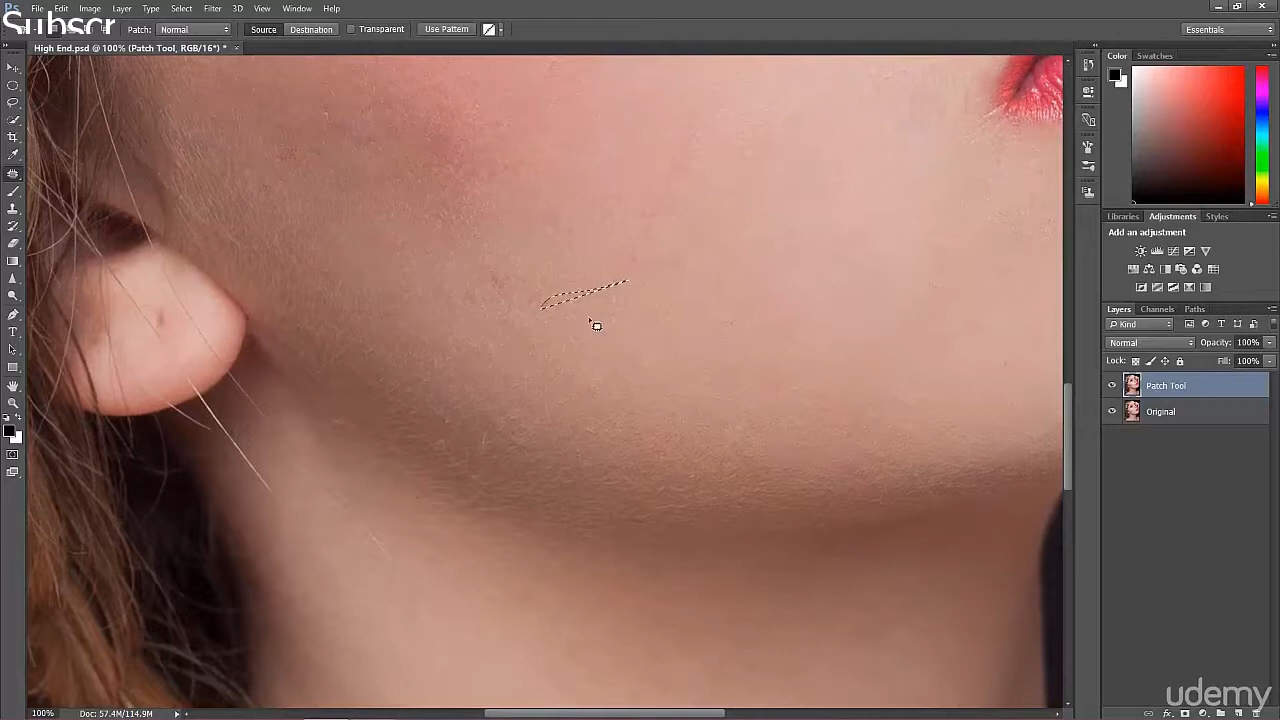 Ps File Edit Image Layer Type Select Filter 3D View Window Help
Subscr
Patch: Normal Source Destination Transparent Use Pattern Essentials
High End.psd @ 100% (Patch Tool, RGB/16*) * ×
Color Swatches
Libraries Adjustments Styles
Add an adjustment
Layers Channels Paths
Kind
Normal Opacity: 100%
Lock: Fill: 100%
Patch Tool
Original
udemy
100% Doc: 57.4M/114.9M